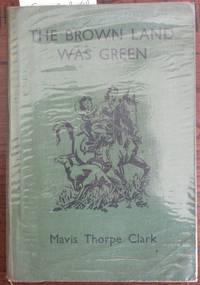 THE BROWN LAND
WAS GREEN
Mavis Thorpe Clark